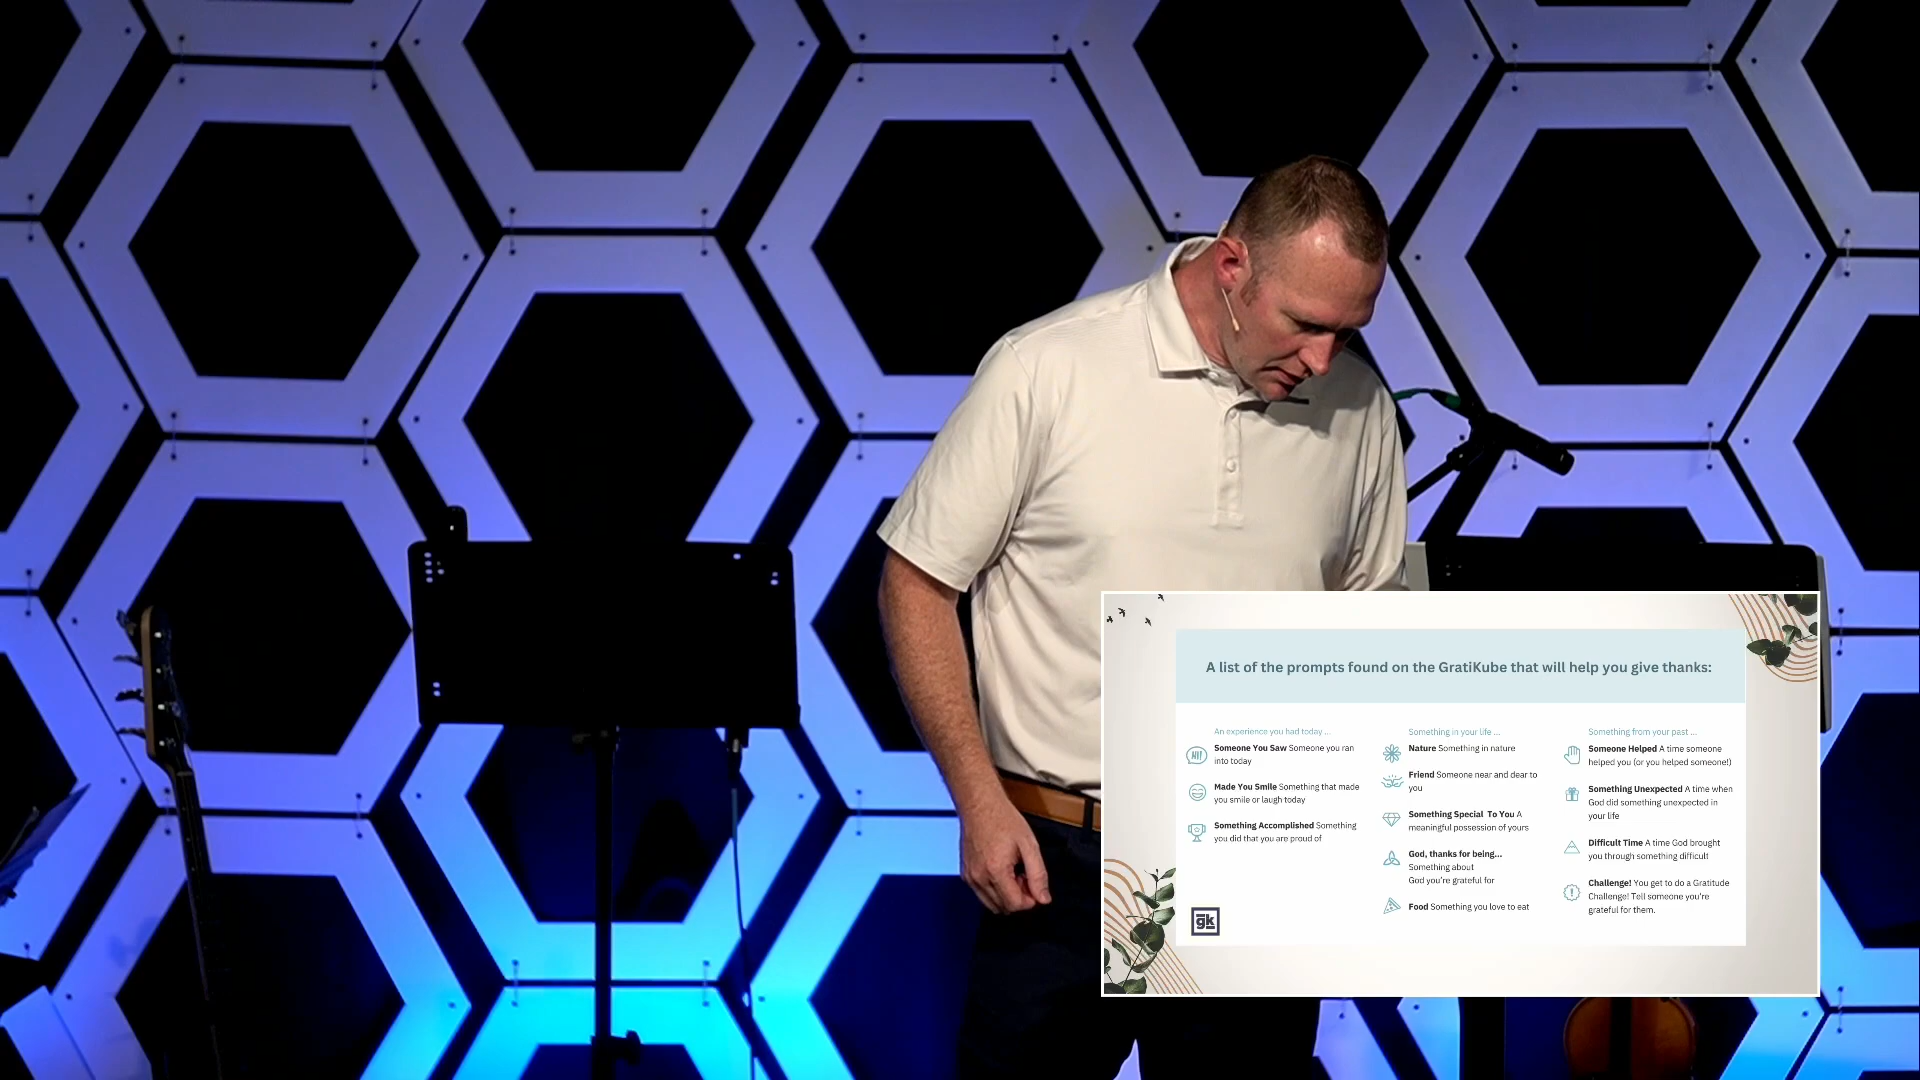 A list of the prompts found on the GratiKube that will help you give thanks:
An experience you had today ...
HI!
Someone You Saw Someone you ran
into today
Made You Smile Something that made
you smile or laugh today
Something Accomplished Something
you did that you are proud of
gk
Something in your life ...
Nature Something in nature
Friend Someone near and dear to
you
Something Special To You A
meaningful possession of yours
God, thanks for being...
Something about
God you're grateful for
Food Something you love to eat
Something from your past ...
Someone Helped A time someone
helped you (or you helped someone!)
Something Unexpected A time when
God did something unexpected in
your life
Difficult Time A time God brought
you through something difficult
Challenge! You get to do a Gratitude
Challenge! Tell someone you're
grateful for them.